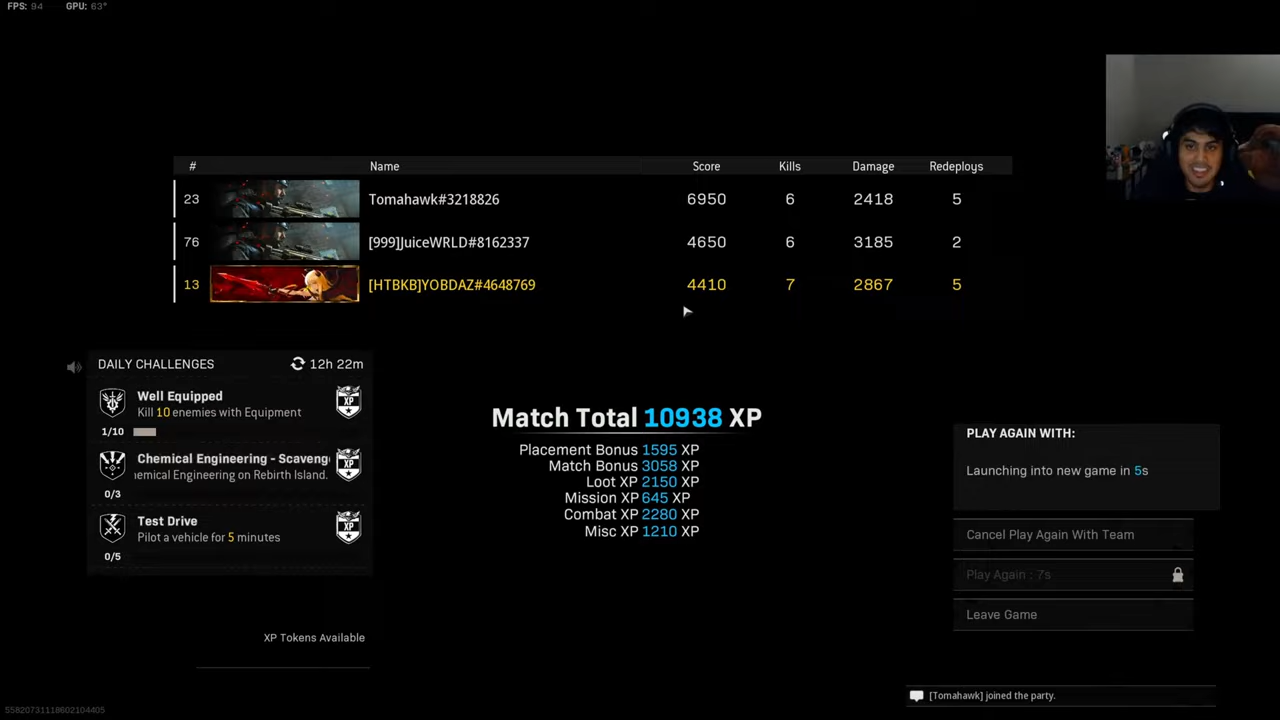 FPS: 94 GPU: 63°
# Name Score Kills Damage Redeploys
23 Tomahawk#3218826 6950 6 2418 5
76 [999]JuiceWRLD#8162337 4650 6 3185 2
13 [HTBKB]YOBDAZ#4648769 4410 7 2867 5
DAILY CHALLENGES 12h 22m
Well Equipped
Kill 10 enemies with Equipment
XP
1/10
Chemical Engineering - Scavenge
emical Engineering on Rebirth Island.
XP
0/3
Test Drive
Pilot a vehicle for 5 minutes
XP
0/5
XP Tokens Available
Match Total 10938 XP
Placement Bonus 1595 XP
Match Bonus 3058 XP
Loot XP 2150 XP
Mission XP 645 XP
Combat XP 2280 XP
Misc XP 1210 XP
PLAY AGAIN WITH:
Launching into new game in 5s
Cancel Play Again With Team
Play Again : 7s
Leave Game
[Tomahawk] joined the party.
55820731118602104405